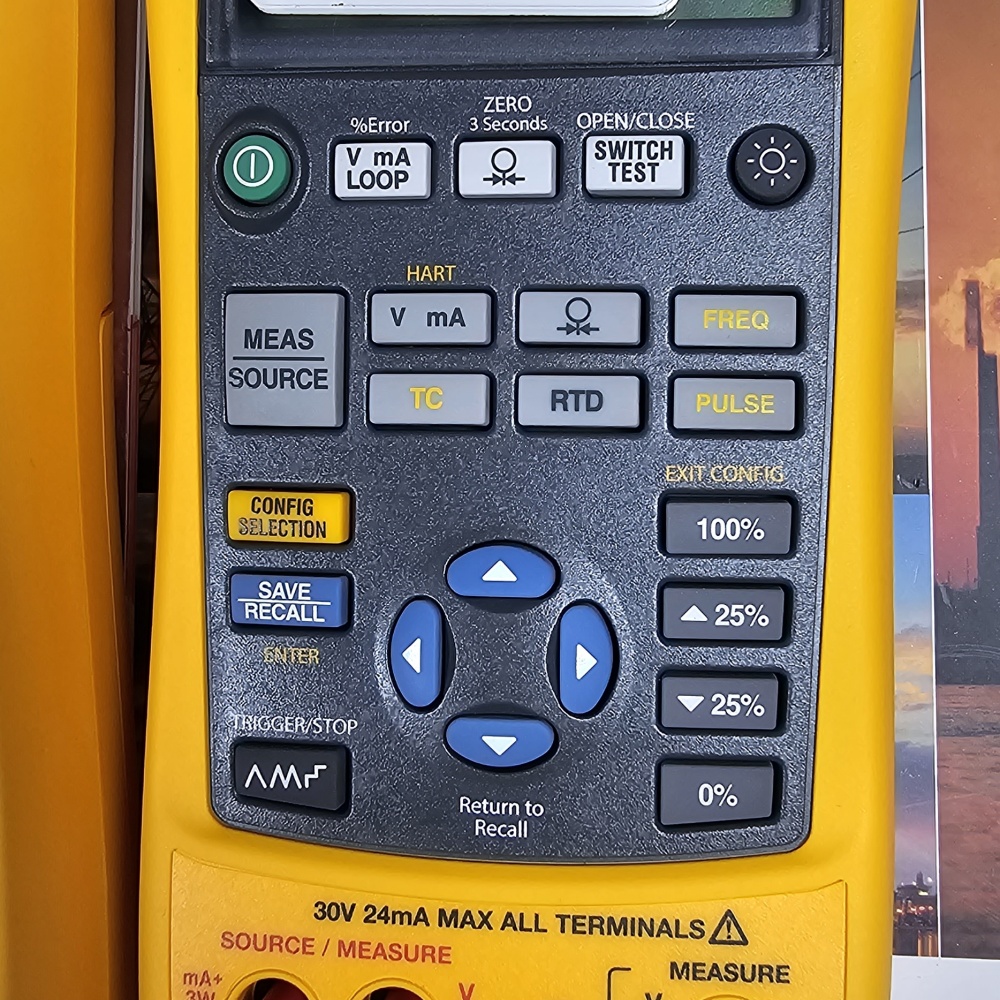 ZERO
%Error
3 Seconds
OPEN/CLOSE
V mA
LOOP
SWITCH
TEST
HART
MEAS
SOURCE
V mA
FREQ
TC
RTD
PULSE
EXIT CONFIG
CONFIG
SELECTION
100%
SAVE
RECALL
▲ 25%
ENTER
▼ 25%
TRIGGER/STOP
0%
Return to
Recall
30V 24mA MAX ALL TERMINALS
SOURCE / MEASURE
MEASURE
mA+
3W
V
V